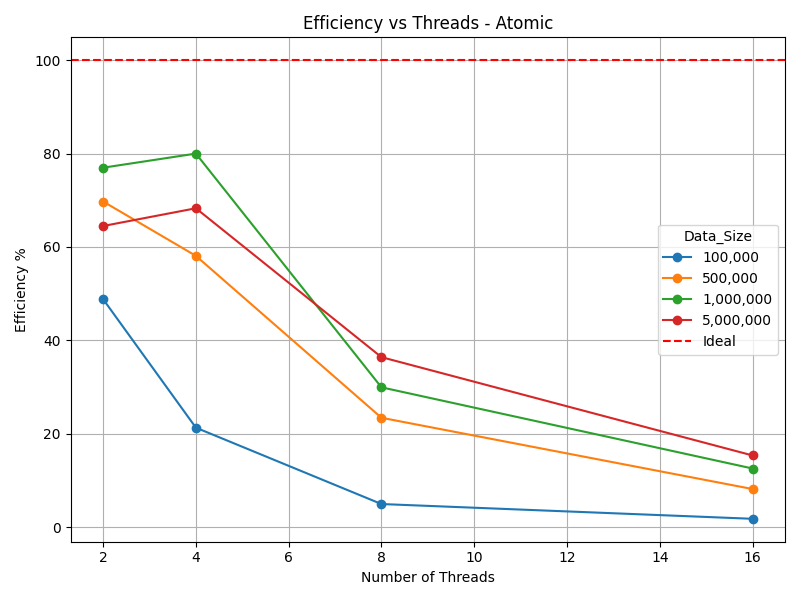 Efficiency vs Threads - Atomic
Efficiency %
100
80
60
40
20
0
2 4 6 8 10 12 14 16
Number of Threads
Data_Size
100,000
500,000
1,000,000
5,000,000
Ideal